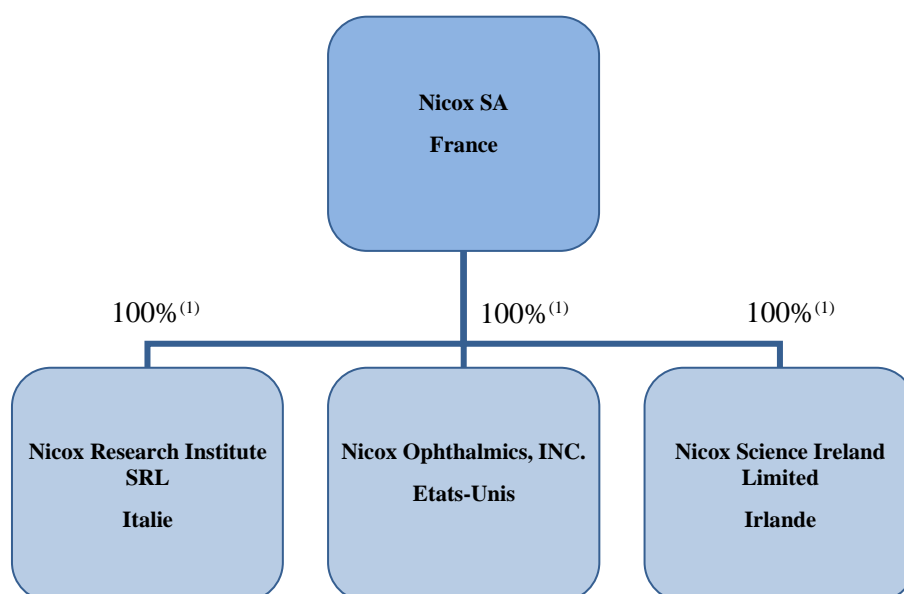 Nicox SA
France
100% (1)
100% (1)
100% (1)
Nicox Research Institute
SRL
Italie
Nicox Ophthalmics, INC.
Etats-Unis
Nicox Science Ireland
Limited
Irlande